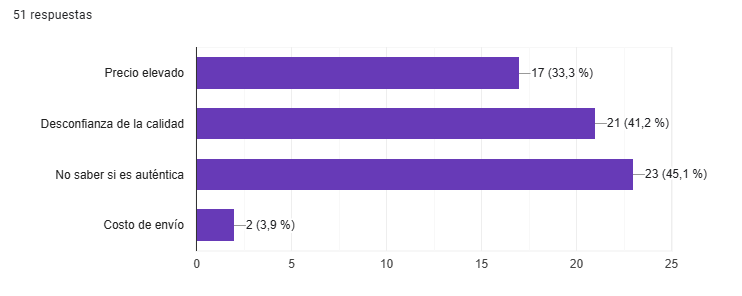 51 respuestas
Precio elevado
17 (33,3 %)
Desconfianza de la calidad
21 (41,2 %)
No saber si es auténtica
23 (45,1 %)
Costo de envío
2 (3,9 %)
0 5 10 15 20 25